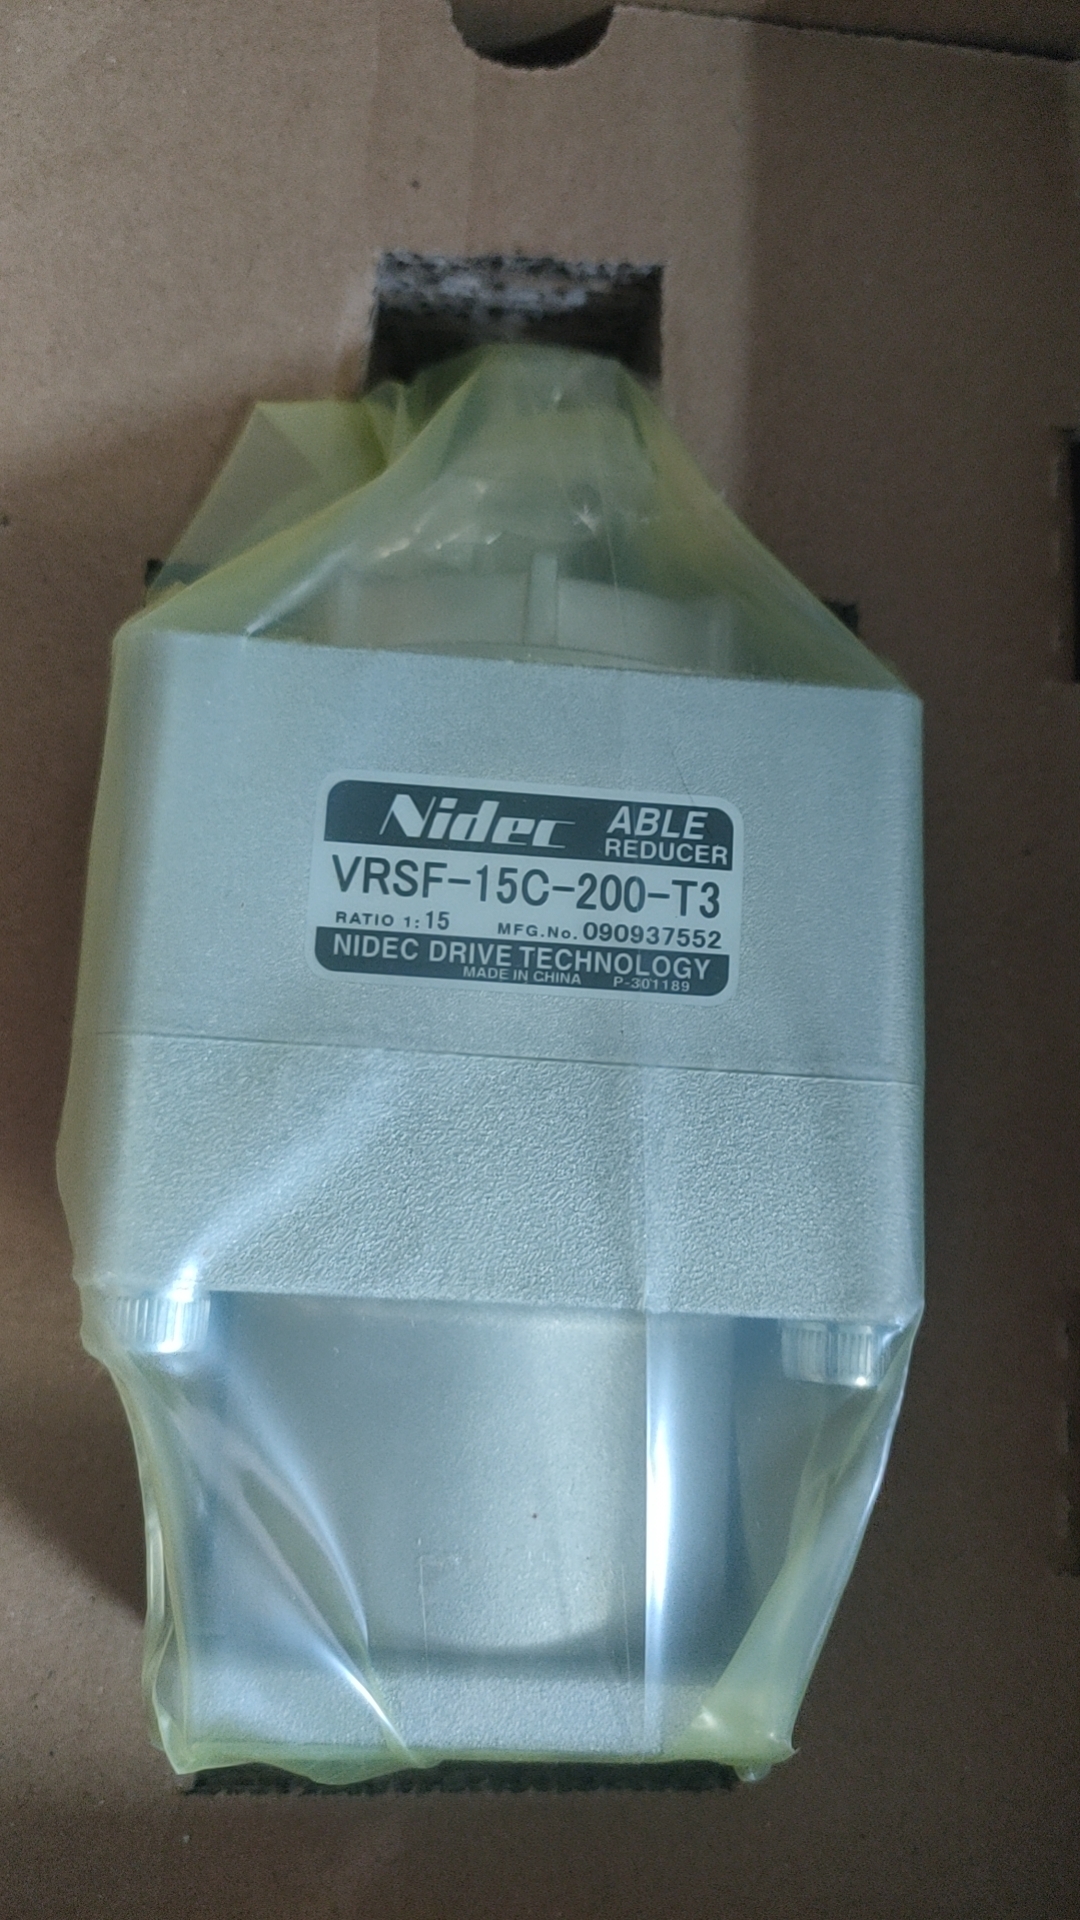 Nidec ABLE REDUCER
VRSF-15C-200-T3
RATIO 1:15 MFG.No. 090937552
NIDEC DRIVE TECHNOLOGY
MADE IN CHINA P-301189